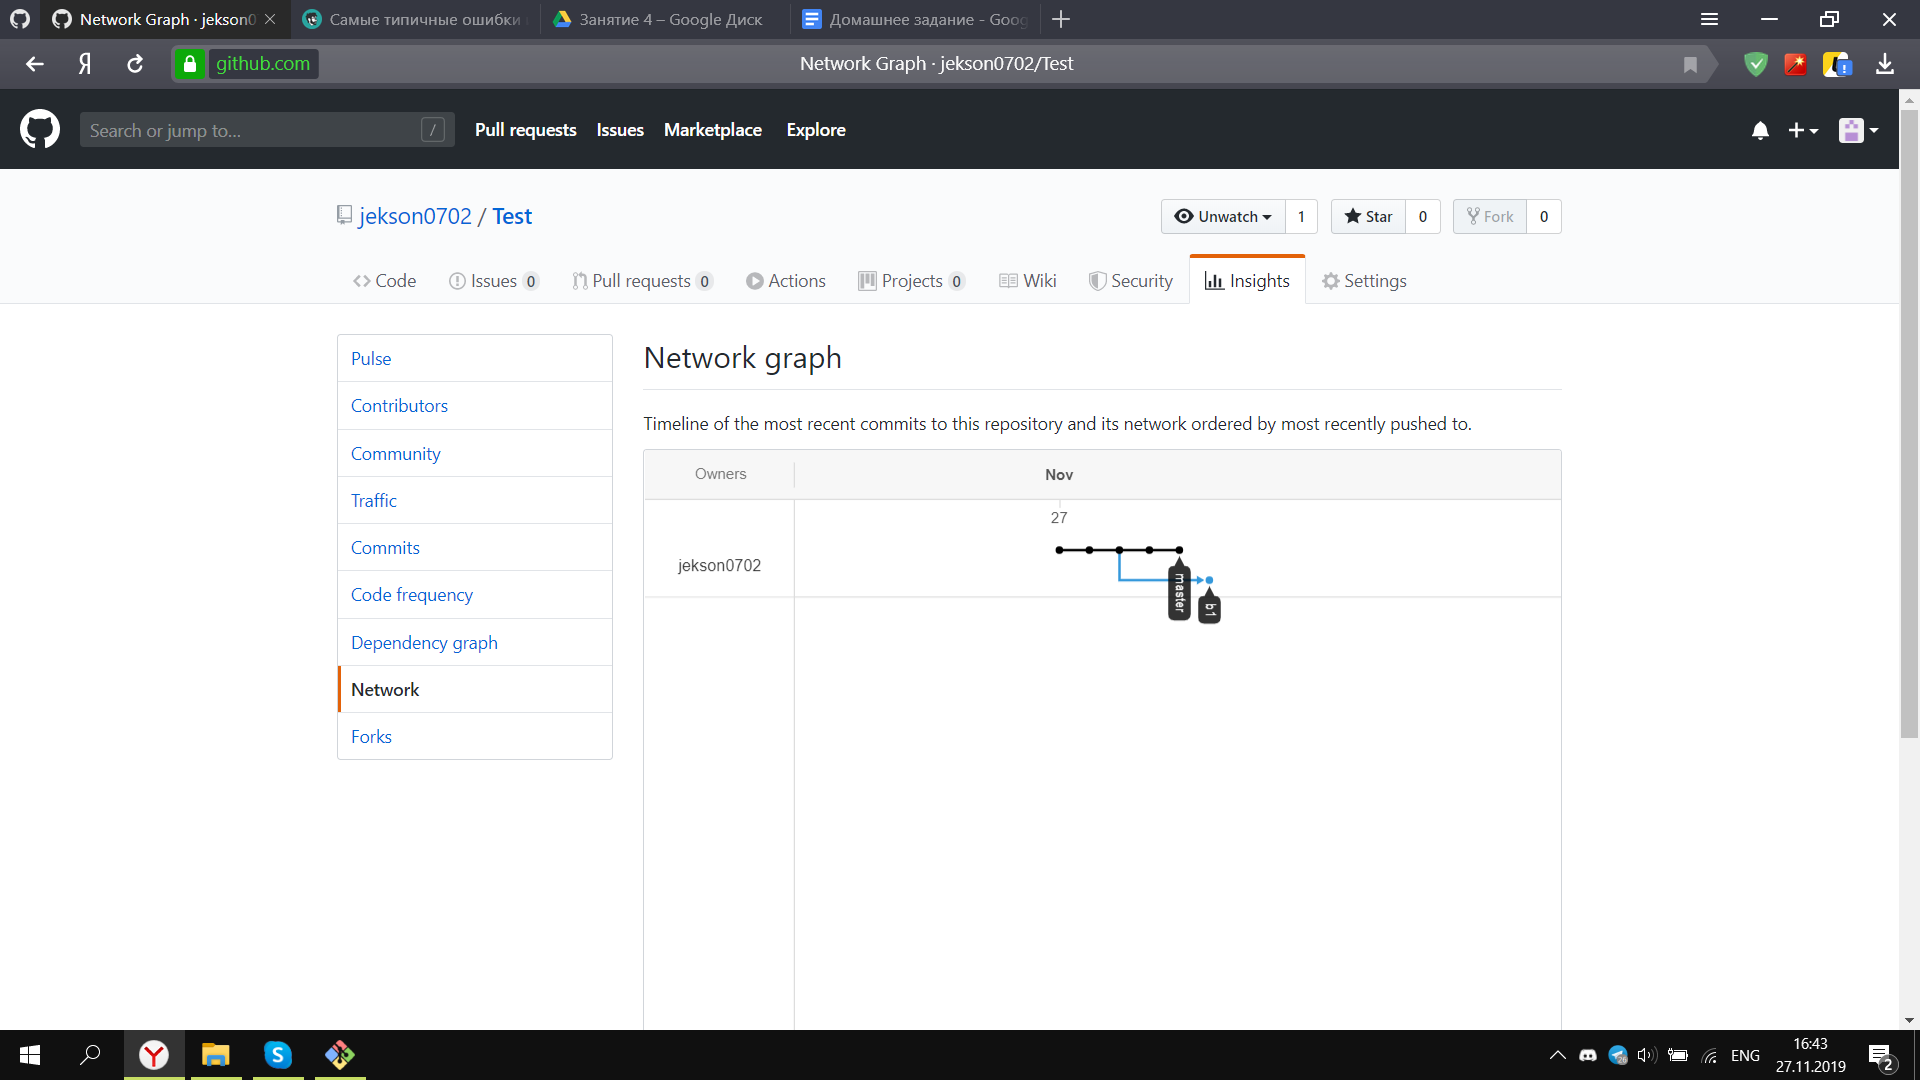 Network Graph · jekson0
Самые типичные ошибки
Занятие 4 – Google Диск
Домашнее задание - Goog
Я
github.com
Network Graph · jekson0702/Test
Search or jump to...
/
Pull requests
Issues
Marketplace
Explore
jekson0702 / Test
Unwatch
1
Star
0
Fork
0
Code
Issues 0
Pull requests 0
Actions
Projects 0
Wiki
Security
Insights
Settings
Pulse
Contributors
Community
Traffic
Commits
Code frequency
Dependency graph
Network
Forks
Network graph
Timeline of the most recent commits to this repository and its network ordered by most recently pushed to.
Owners
Nov
27
jekson0702
master
b1
ENG
16:43
27.11.2019
2